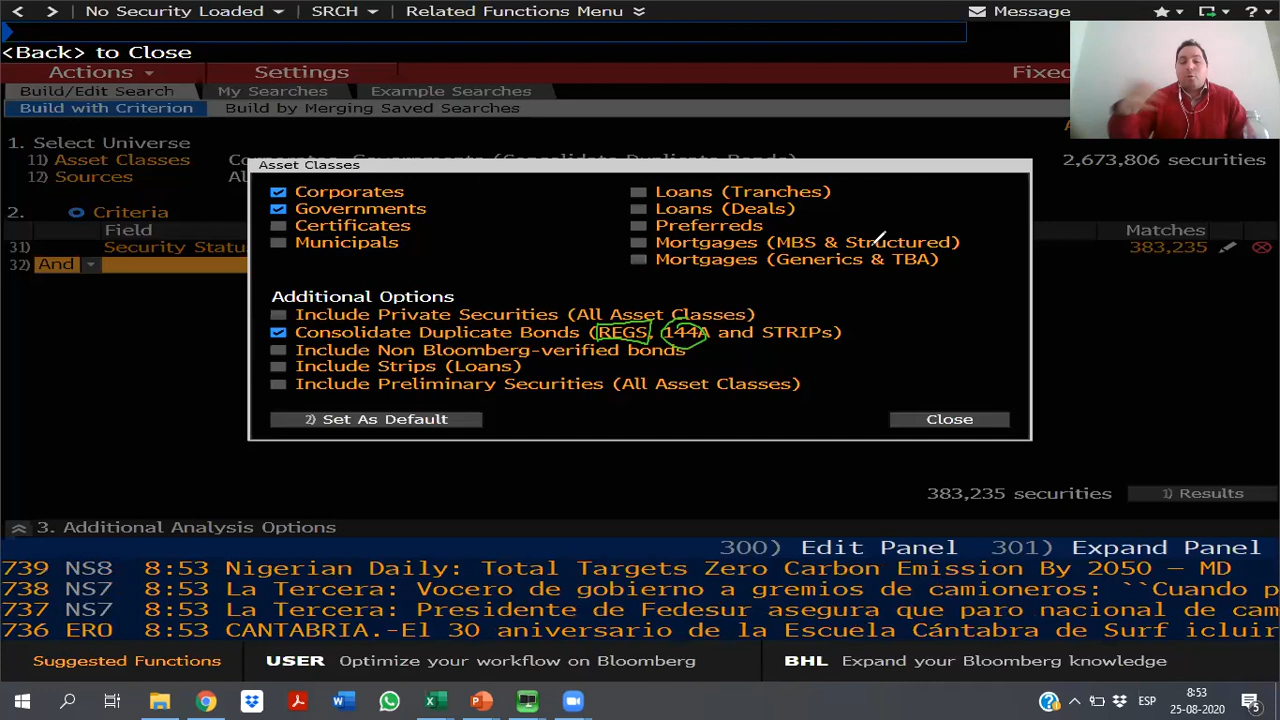 No Security Loaded SRCH Related Functions Menu Message
<Back> to Close
Actions Settings Fixed
Build/Edit Search My Searches Example Searches
Build with Criterion Build by Merging Saved Searches
1. Select Universe
11) Asset Classes Corporates, Governments (Consolidate Duplicate Bonds) 2,673,806 securities
12) Sources
Asset Classes
Corporates Loans (Tranches)
Governments Loans (Deals)
Certificates Preferreds
Municipals Mortgages (MBS & Structured)
Mortgages (Generics & TBA)
2. Criteria
Field Matches
31) Security Statu 383,235
32) And
Additional Options
Include Private Securities (All Asset Classes)
Consolidate Duplicate Bonds (REGS, 144A and STRIPs)
Include Non Bloomberg-verified bonds
Include Strips (Loans)
Include Preliminary Securities (All Asset Classes)
2) Set As Default Close
383,235 securities 1) Results
3. Additional Analysis Options
300) Edit Panel 301) Expand Panel
739 NS8 8:53 Nigerian Daily: Total Targets Zero Carbon Emission By 2050 – MD
738 NS7 8:53 La Tercera: Vocero de gobierno a gremios de camioneros: ``Cuando p
737 NS7 8:53 La Tercera: Presidente de Fedesur asegura que paro nacional de cam
736 ERO 8:53 CANTABRIA.-El 30 aniversario de la Escuela Cántabra de Surf icluir
Suggested Functions USER Optimize your workflow on Bloomberg BHL Expand your Bloomberg knowledge
ESP 8:53
25-08-2020 5